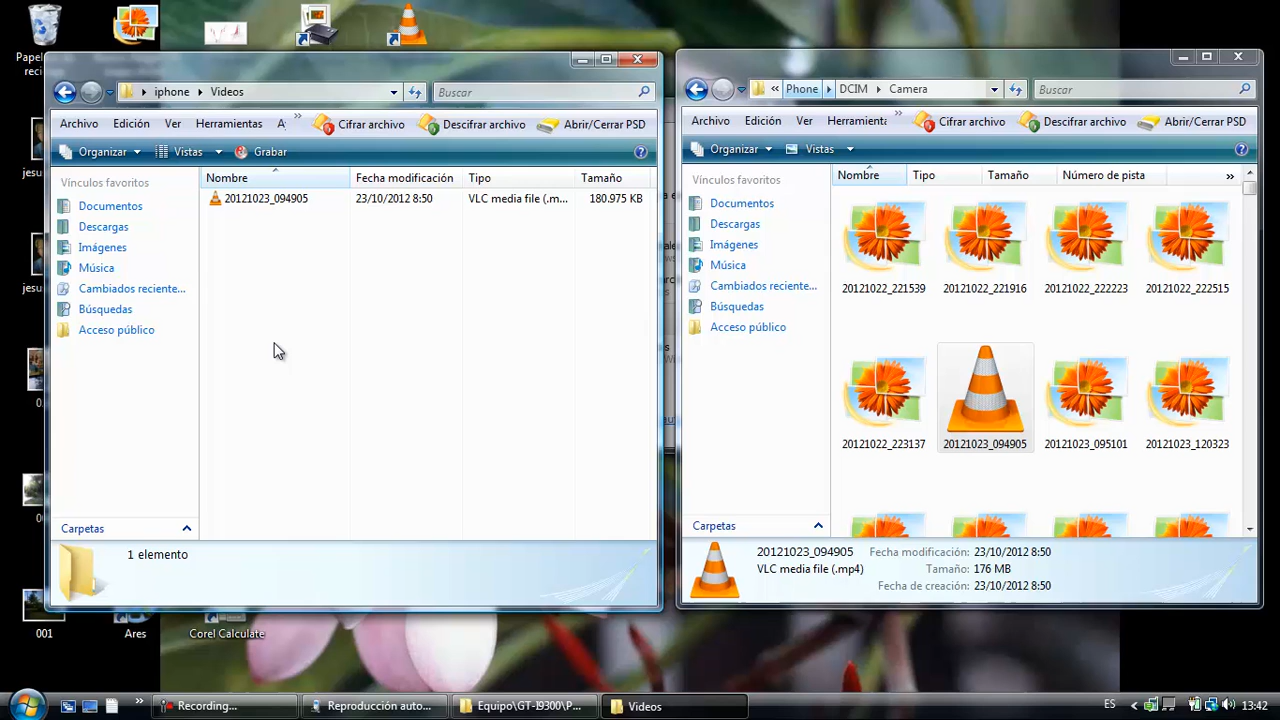 Papel
reci
jesu
jesu
0.
00
001
Ares
Corel Calculate
iphone
Videos
Buscar
Archivo
Edición
Ver
Herramientas
Cifrar archivo
Descifrar archivo
Abrir/Cerrar PSD
Organizar
Vistas
Grabar
Vínculos favoritos
Documentos
Descargas
Imágenes
Música
Cambiados reciente...
Búsquedas
Acceso público
Carpetas
Nombre
Fecha modificación
Tipo
Tamaño
20121023_094905
23/10/2012 8:50
VLC media file (.m...
180.975 KB
1 elemento
Phone
DCIM
Camera
Buscar
Archivo
Edición
Ver
Herramienta
Cifrar archivo
Descifrar archivo
Abrir/Cerrar PSD
Organizar
Vistas
Vínculos favoritos
Documentos
Descargas
Imágenes
Música
Cambiados reciente...
Búsquedas
Acceso público
Carpetas
Nombre
Tipo
Tamaño
Número de pista
20121022_221539
20121022_221916
20121022_222223
20121022_222515
20121022_223137
20121023_094905
20121023_095101
20121023_120323
20121023_094905
VLC media file (.mp4)
Fecha modificación: 23/10/2012 8:50
Tamaño: 176 MB
Fecha de creación: 23/10/2012 8:50
Recording...
Reproducción auto...
Equipo\GT-I9300\P...
Videos
ES
13:42